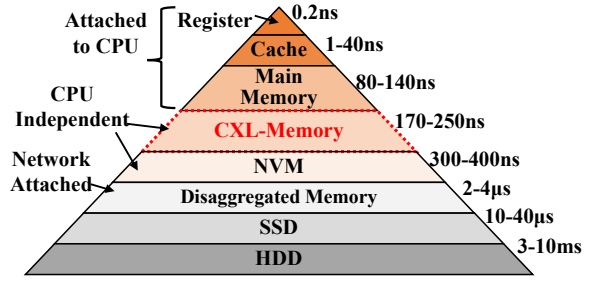 Attached
to CPU
Register
0.2ns
Cache
1-40ns
Main
Memory
80-140ns
CPU
Independent
CXL-Memory
170-250ns
NVM
300-400ns
Network
Attached
Disaggregated Memory
2-4μs
SSD
10-40μs
HDD
3-10ms